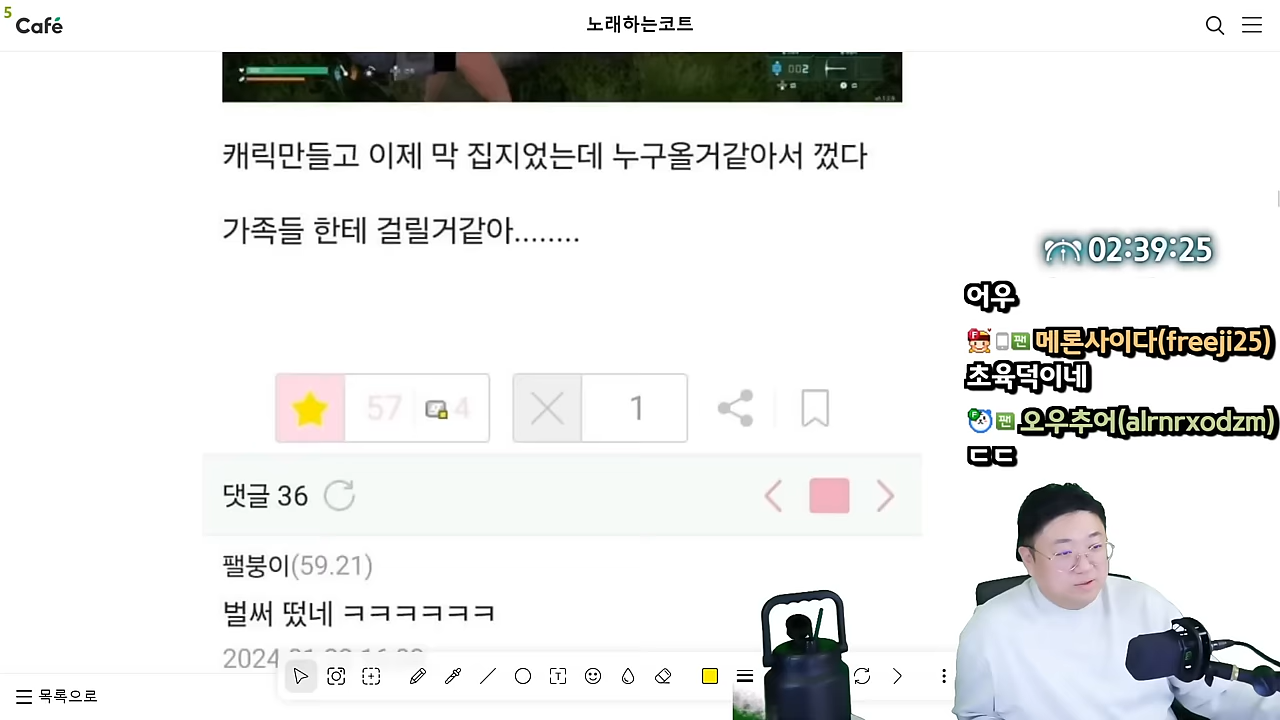 5
Café
노래하는코트
002
캐릭만들고 이제 막 집지었는데 누구올거같아서 껐다
가족들 한테 걸릴거같아........
02:39:25
어우
메론사이다(freeji25)
초육덕이네
오우추어(alrnrxodzm)
ㄷㄷ
57
4
1
댓글 36
팰붕이(59.21)
벌써 떴네 ㅋㅋㅋㅋㅋㅋ
2024
목록으로